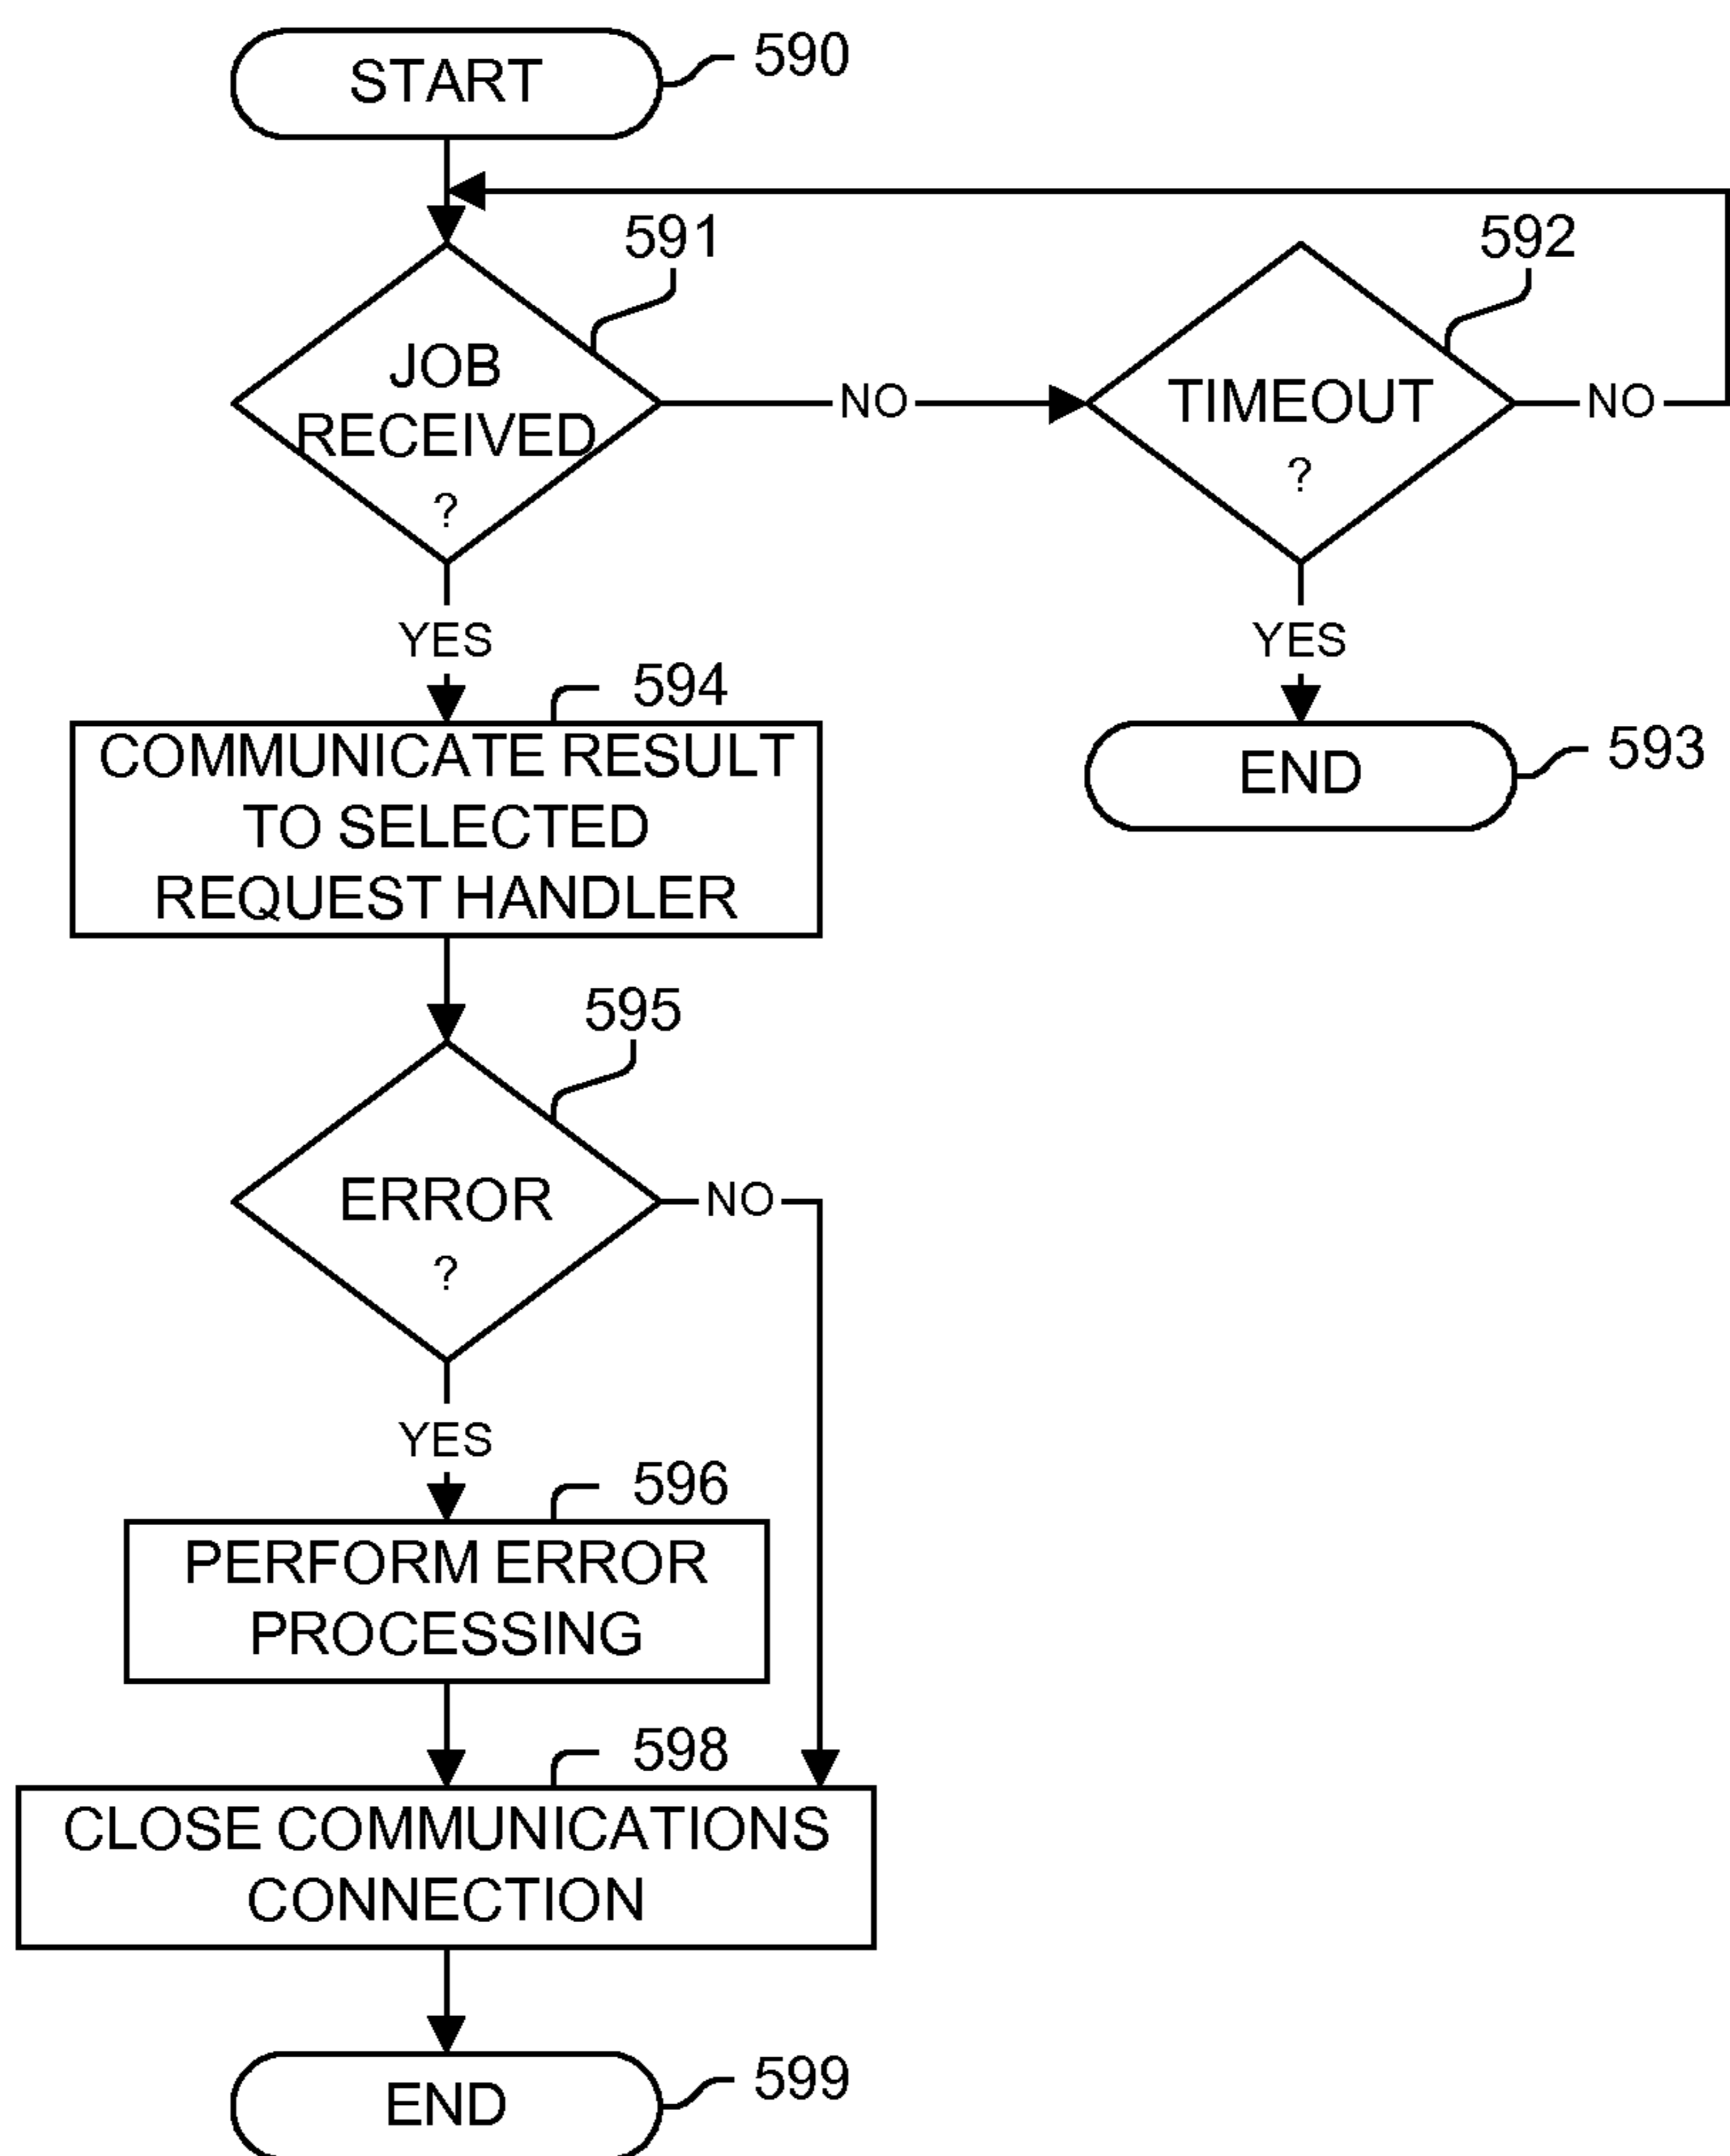 START
590
591
592
JOB
RECEIVED
?
NO
TIMEOUT
?
NO
YES
YES
594
COMMUNICATE RESULT
TO SELECTED
REQUEST HANDLER
END
593
595
ERROR
?
NO
YES
596
PERFORM ERROR
PROCESSING
598
CLOSE COMMUNICATIONS
CONNECTION
END
599